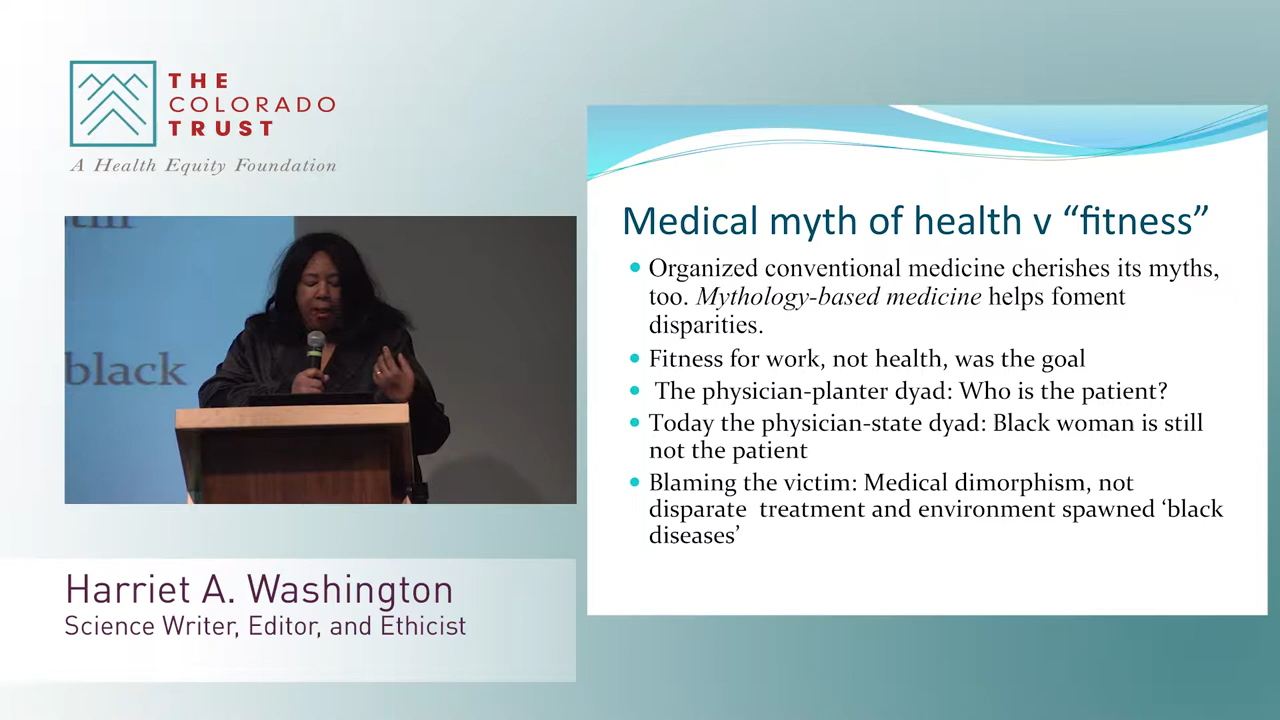 THE
COLORADO
TRUST
A Health Equity Foundation
black
Harriet A. Washington
Science Writer, Editor, and Ethicist
Medical myth of health v “fitness”
• Organized conventional medicine cherishes its myths,
too. Mythology-based medicine helps foment
disparities.
• Fitness for work, not health, was the goal
• The physician-planter dyad: Who is the patient?
• Today the physician-state dyad: Black woman is still
not the patient
• Blaming the victim: Medical dimorphism, not
disparate treatment and environment spawned ‘black
diseases’